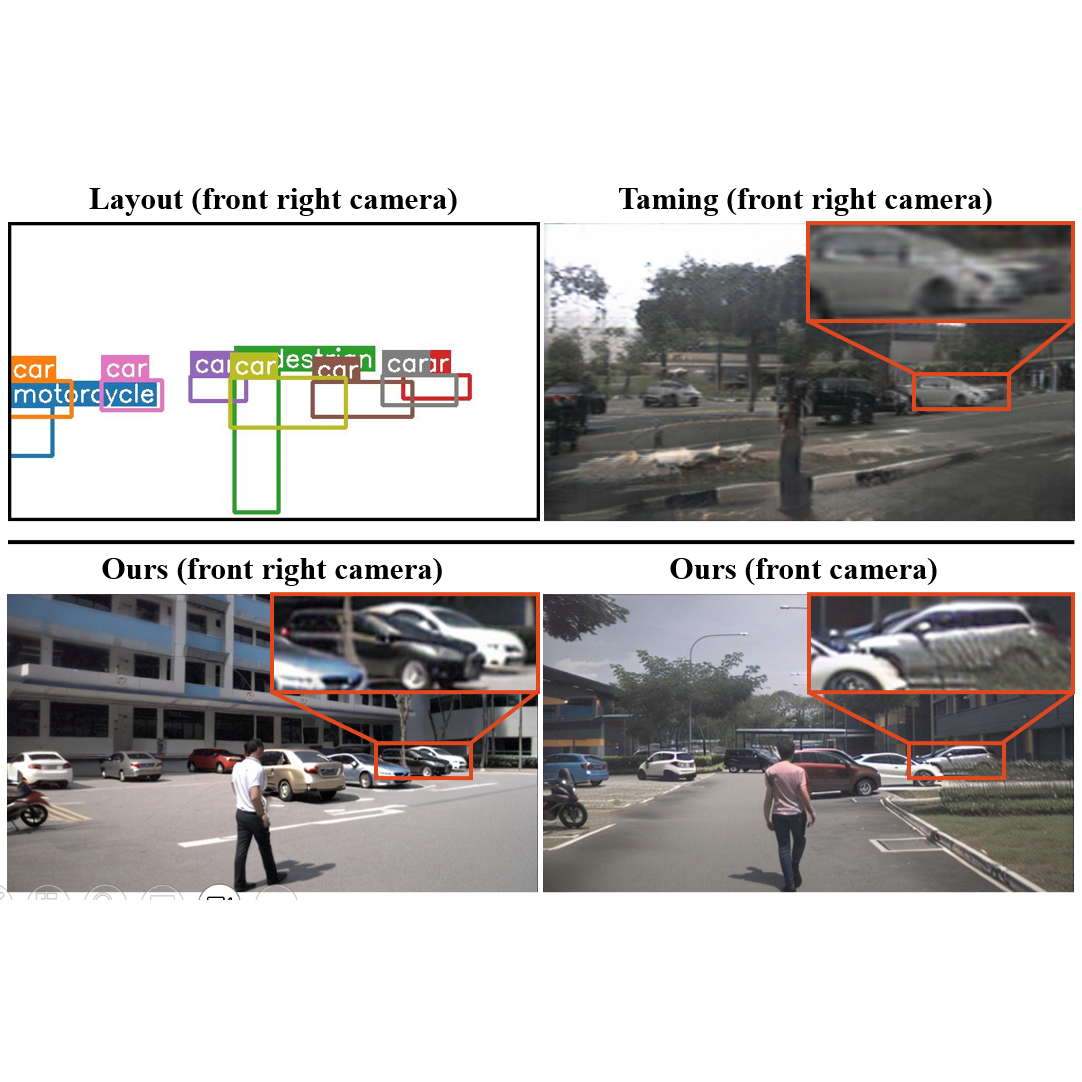 Layout (front right camera)
Taming (front right camera)
car
car
car
car
car
car
motorcycle
Ours (front right camera)
Ours (front camera)